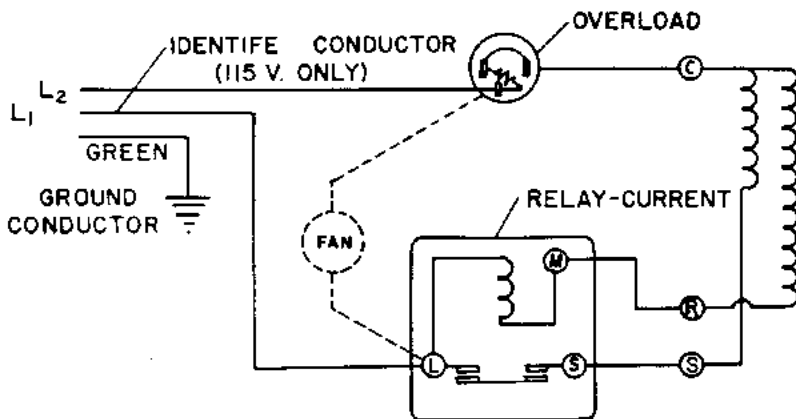 OVERLOAD
IDENTIFE CONDUCTOR
(115 V. ONLY)
C
L2
L1
GREEN
GROUND
CONDUCTOR
RELAY-CURRENT
FAN
M
R
L
S
S